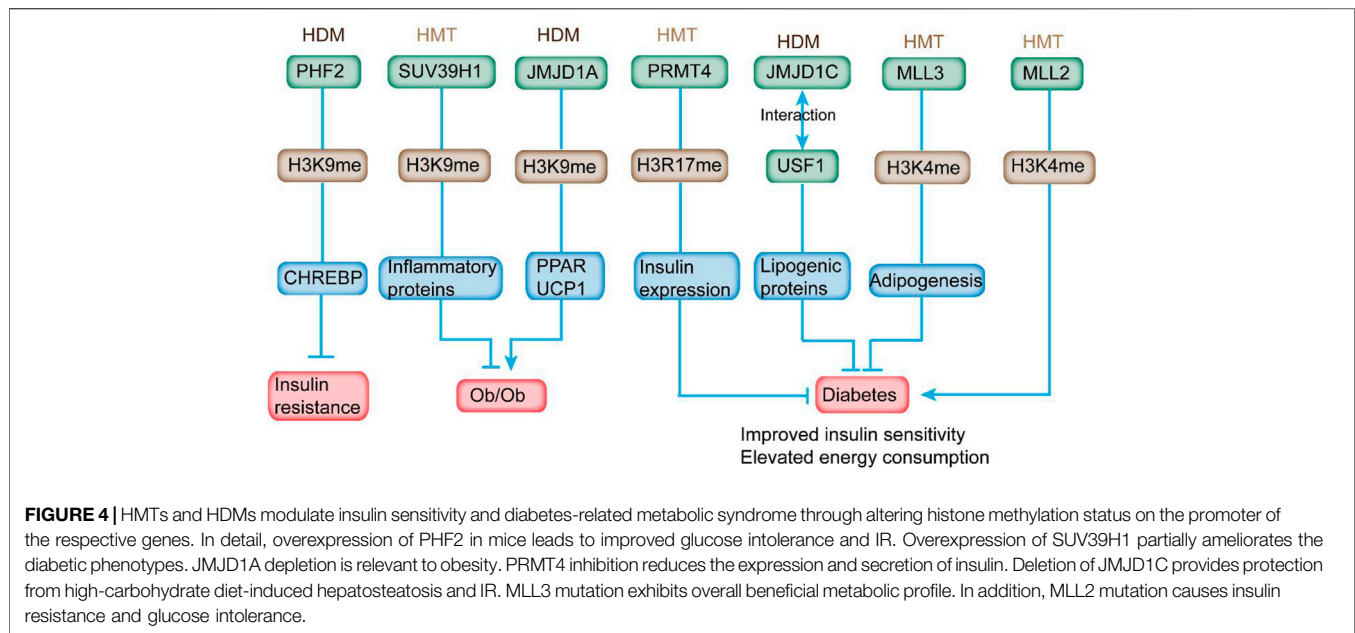 HDM HMT HDM HMT HDM HMT HMT
PHF2 SUV39H1 JMJD1A PRMT4 JMJD1C MLL3 MLL2
Interaction
H3K9me H3K9me H3K9me H3R17me USF1 H3K4me H3K4me
CHREBP
Inflammatory
proteins
PPAR
UCP1
Insulin
expression
Lipogenic
proteins
Adipogenesis
Insulin
resistance
Ob/Ob
Diabetes
Improved insulin sensitivity
Elevated energy consumption
FIGURE 4 | HMTs and HDMs modulate insulin sensitivity and diabetes-related metabolic syndrome through altering histone methylation status on the promoter of
the respective genes. In detail, overexpression of PHF2 in mice leads to improved glucose intolerance and IR. Overexpression of SUV39H1 partially ameliorates the
diabetic phenotypes. JMJD1A depletion is relevant to obesity. PRMT4 inhibition reduces the expression and secretion of insulin. Deletion of JMJD1C provides protection
from high-carbohydrate diet-induced hepatosteatosis and IR. MLL3 mutation exhibits overall beneficial metabolic profile. In addition, MLL2 mutation causes insulin
resistance and glucose intolerance.